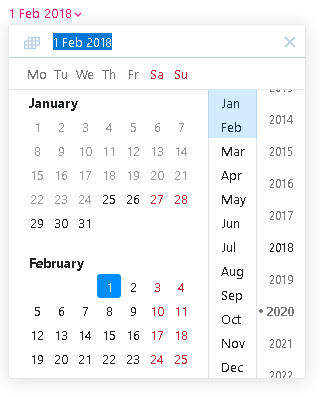 1 Feb 2018
1 Feb 2018
Mo Tu We Th Fr Sa Su
January
1 2 3 4 5 6 7
8 9 10 11 12 13 14
15 16 17 18 19 20 21
22 23 24 25 26 27 28
29 30 31
February
1 2 3 4
5 6 7 8 9 10 11
12 13 14 15 16 17 18
19 20 21 22 23 24 25
Jan
Feb
Mar
Apr
May
Jun
Jul
Aug
Sep
Oct
Nov
Dec
2014
2015
2016
2017
2018
2019
• 2020
2021
2022